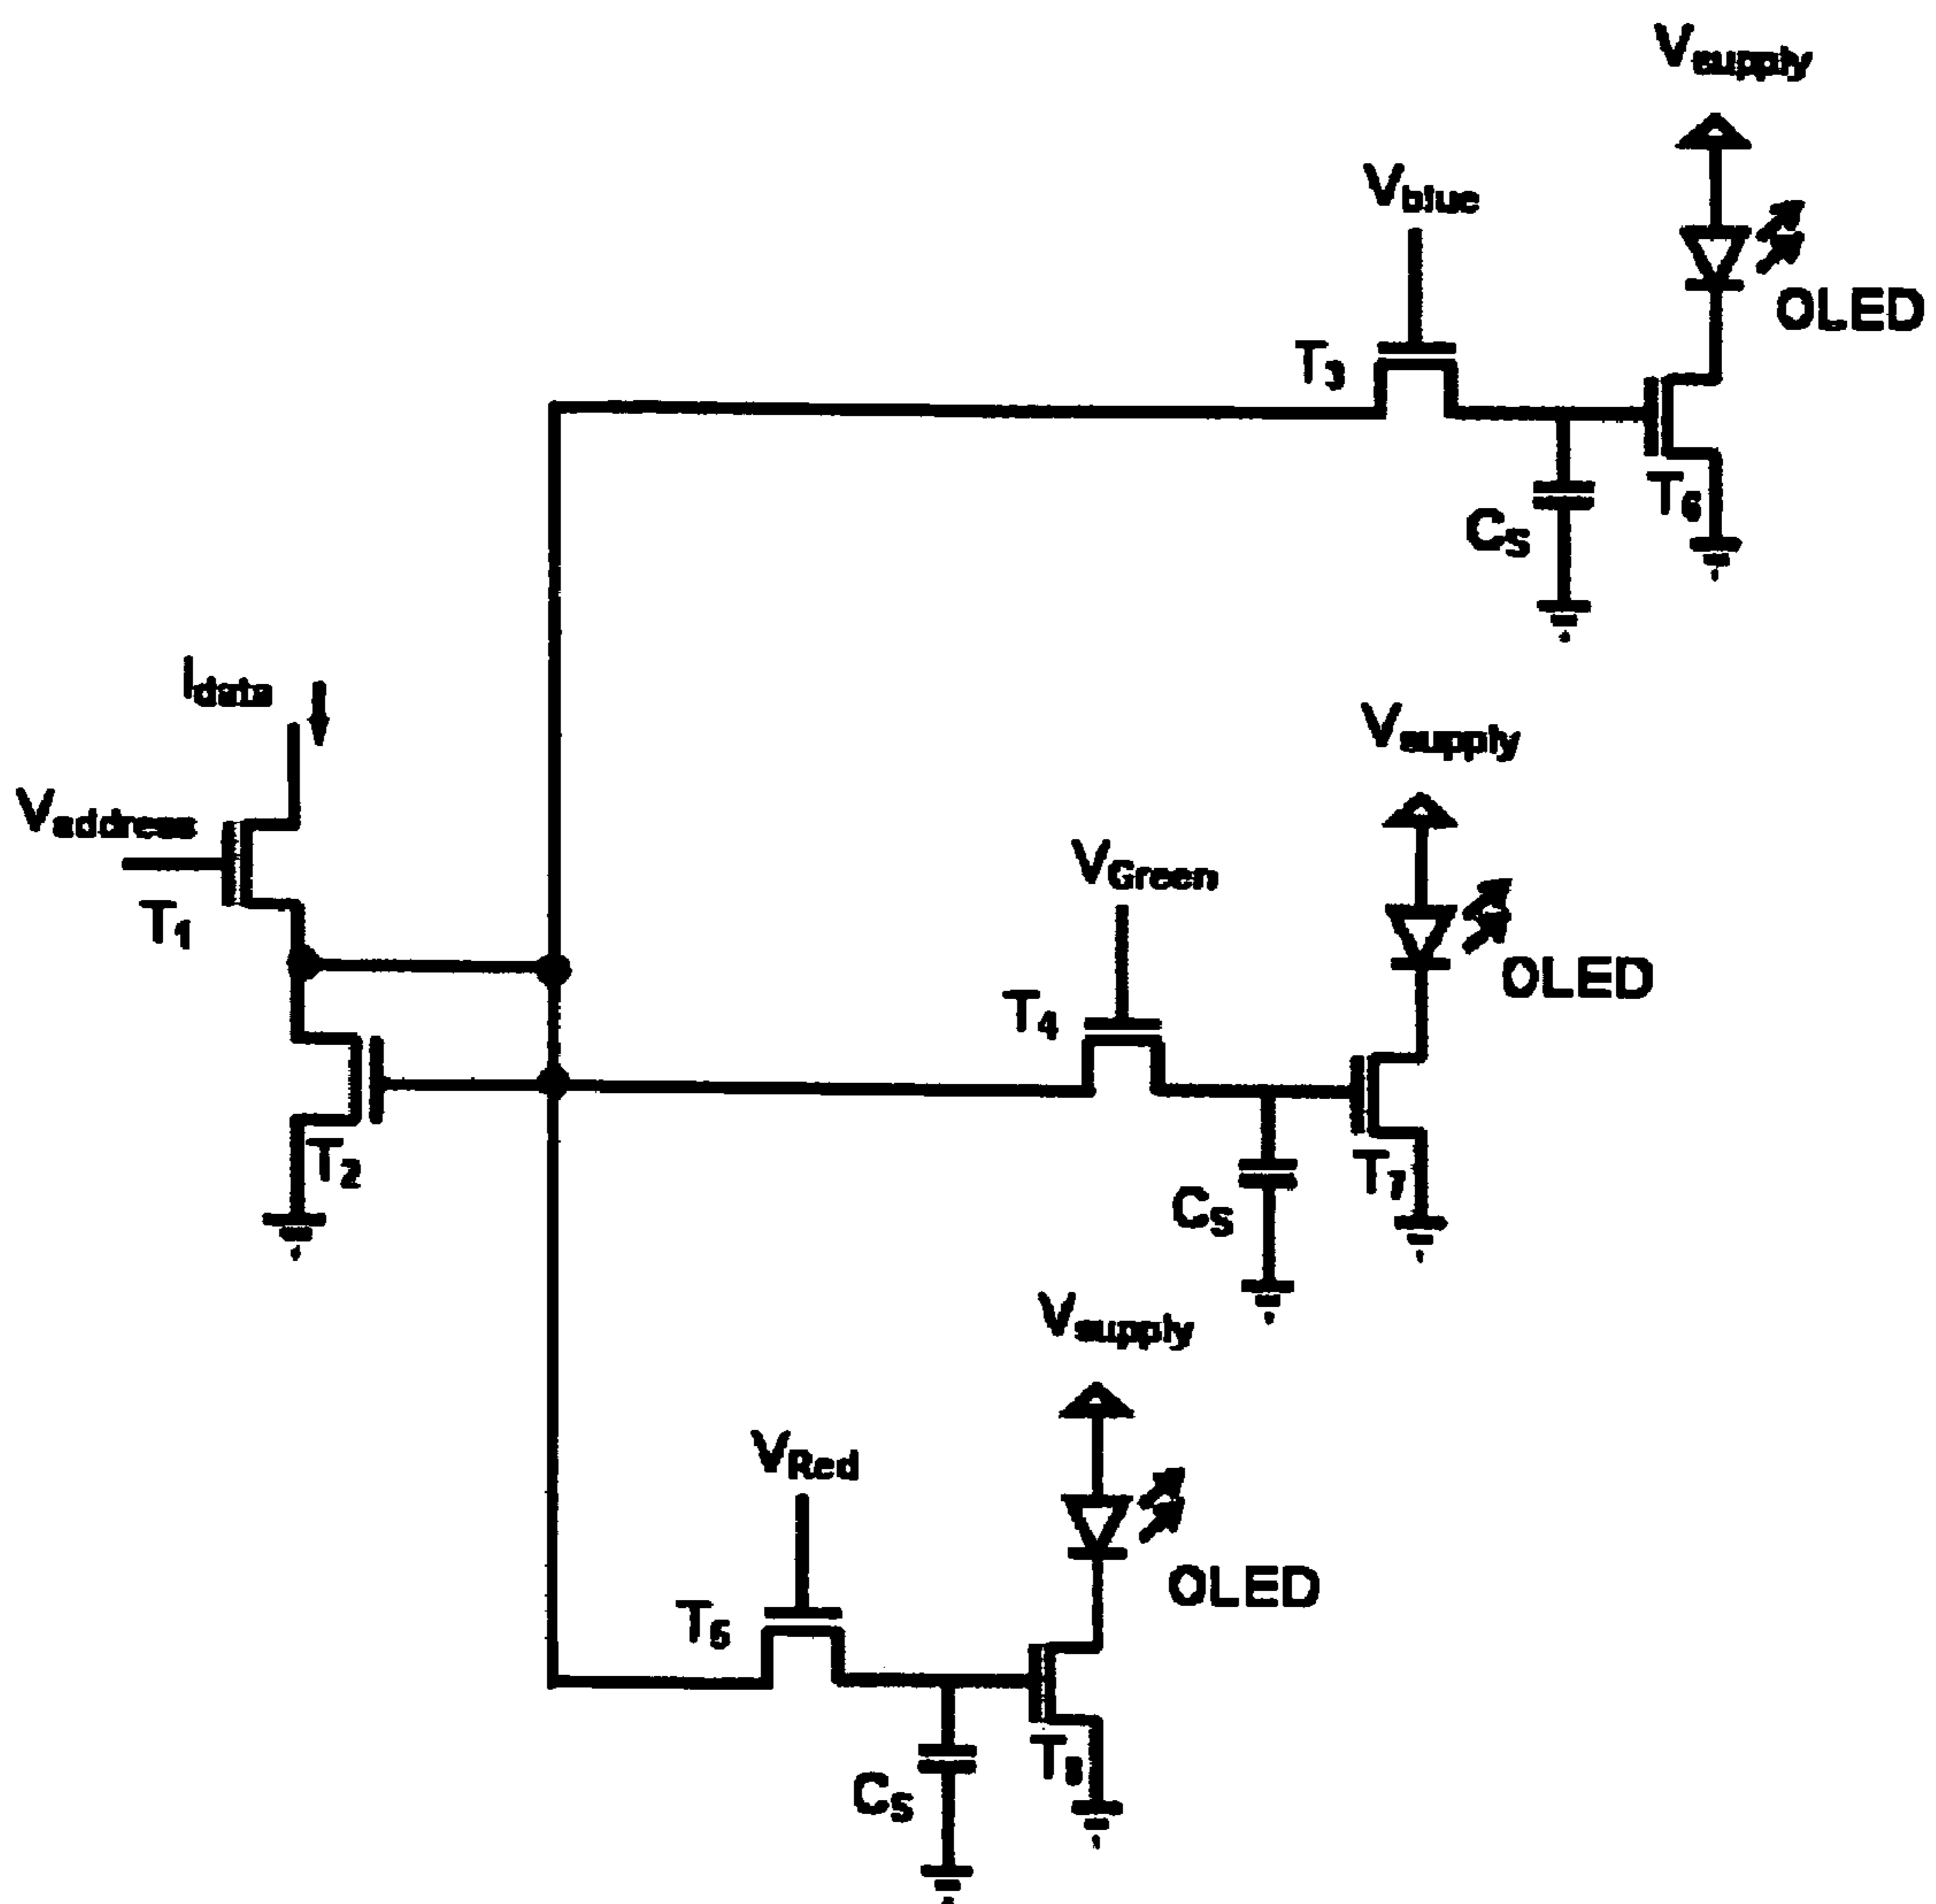 Vsupply
Vblue
OLED
T3
T6
Cs
Idata
Vsupply
Vaddress
VGreen
T1
OLED
T4
T2
T7
Cs
Vsupply
VRed
OLED
T5
T8
Cs